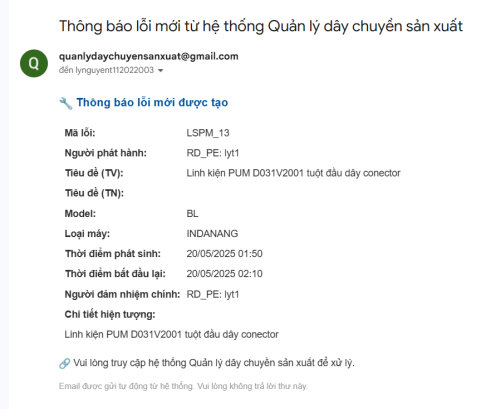 Thông báo lỗi mới từ hệ thống Quản lý dây chuyền sản xuất
Q
quanlydaychuyensanxuat@gmail.com
đến lynguyent112022003
🔧 Thông báo lỗi mới được tạo
Mã lỗi: LSPM_13
Người phát hành: RD_PE: lyt1
Tiêu đề (TV): Linh kiện PUM D031V2001 tuột đầu dây conector
Tiêu đề (TN):
Model: BL
Loại máy: INDANANG
Thời điểm phát sinh: 20/05/2025 01:50
Thời điểm bắt đầu lại: 20/05/2025 02:10
Người đảm nhiệm chính: RD_PE: lyt1
Chi tiết hiện tượng:
Linh kiện PUM D031V2001 tuột đầu dây conector
🔗 Vui lòng truy cập hệ thống Quản lý dây chuyền sản xuất để xử lý.
Email được gửi tự động từ hệ thống. Vui lòng không trả lời thư này.